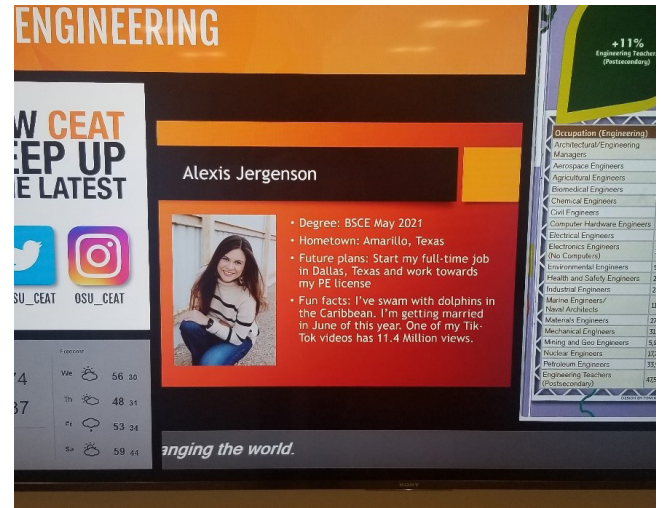 ENGINEERING
W CEAT
EEP UP
E LATEST
SU_CEAT OSU_CEAT
Alexis Jergenson
• Degree: BSCE May 2021
• Hometown: Amarillo, Texas
• Future plans: Start my full-time job
in Dallas, Texas and work towards
my PE license
• Fun facts: I've swam with dolphins in
the Caribbean. I'm getting married
in June of this year. One of my Tik-
Tok videos has 11.4 Million views.
+11%
Engineering Teacher
(Postsecondary)
Occupation (Engineering)
Architectural/Engineering
Managers
Aerospace Engineers
Agricultural Engineers
Biomedical Engineers
Chemical Engineers
Civil Engineers
Computer Hardware Engineers
Electrical Engineers
Electronics Engineers
(No Computers)
Environmental Engineers
Health and Safety Engineers
Industrial Engineers
Marine Engineers/
Naval Architects
Materials Engineers
Mechanical Engineers
Mining and Geo Engineers
Nuclear Engineers
Petroleum Engineers
Engineering Teachers
(Postsecondary)
74
37
We 56 30
Th 48 31
Fr 53 34
Sa 59 44
anging the world.
SONY